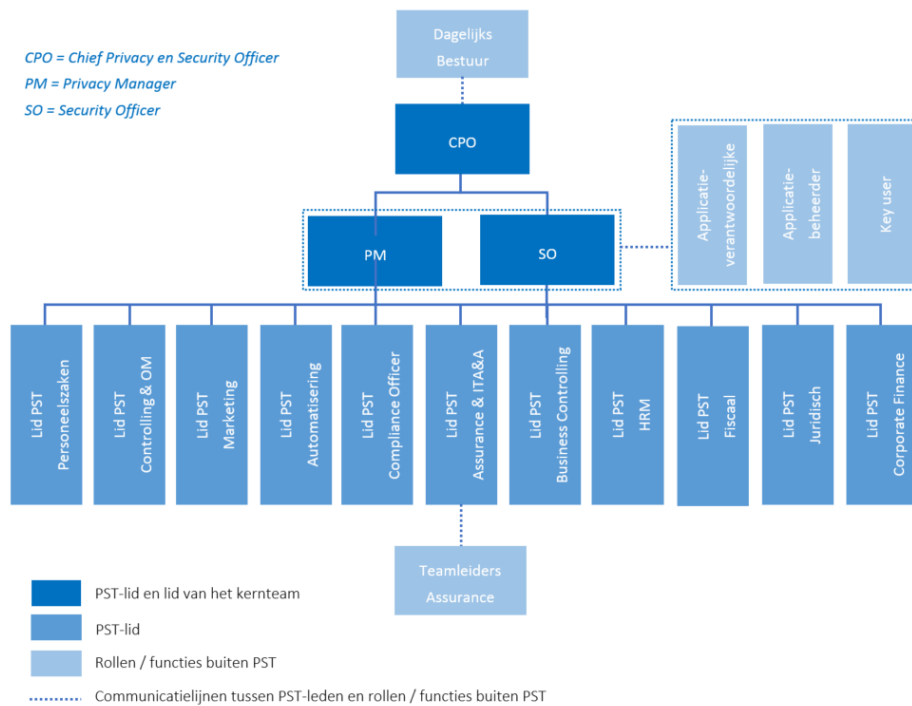 Dagelijks
Bestuur
CPO = Chief Privacy en Security Officer
PM = Privacy Manager
SO = Security Officer
CPO
Applicatie-
verantwoordelijke
Applicatie-
beheerder
Key user
PM
SO
Lid PST
Personeelszaken
Lid PST
Controlling & OM
Lid PST
Marketing
Lid PST
Automatisering
Lid PST
Compliance Officer
Lid PST
Assurance & ITA&A
Lid PST
Business Controlling
Lid PST
HRM
Lid PST
Fiscaal
Lid PST
Juridisch
Lid PST
Corporate Finance
Teamleiders
Assurance
PST-lid en lid van het kernteam
PST-lid
Rollen / functies buiten PST
Communicatielijnen tussen PST-leden en rollen / functies buiten PST